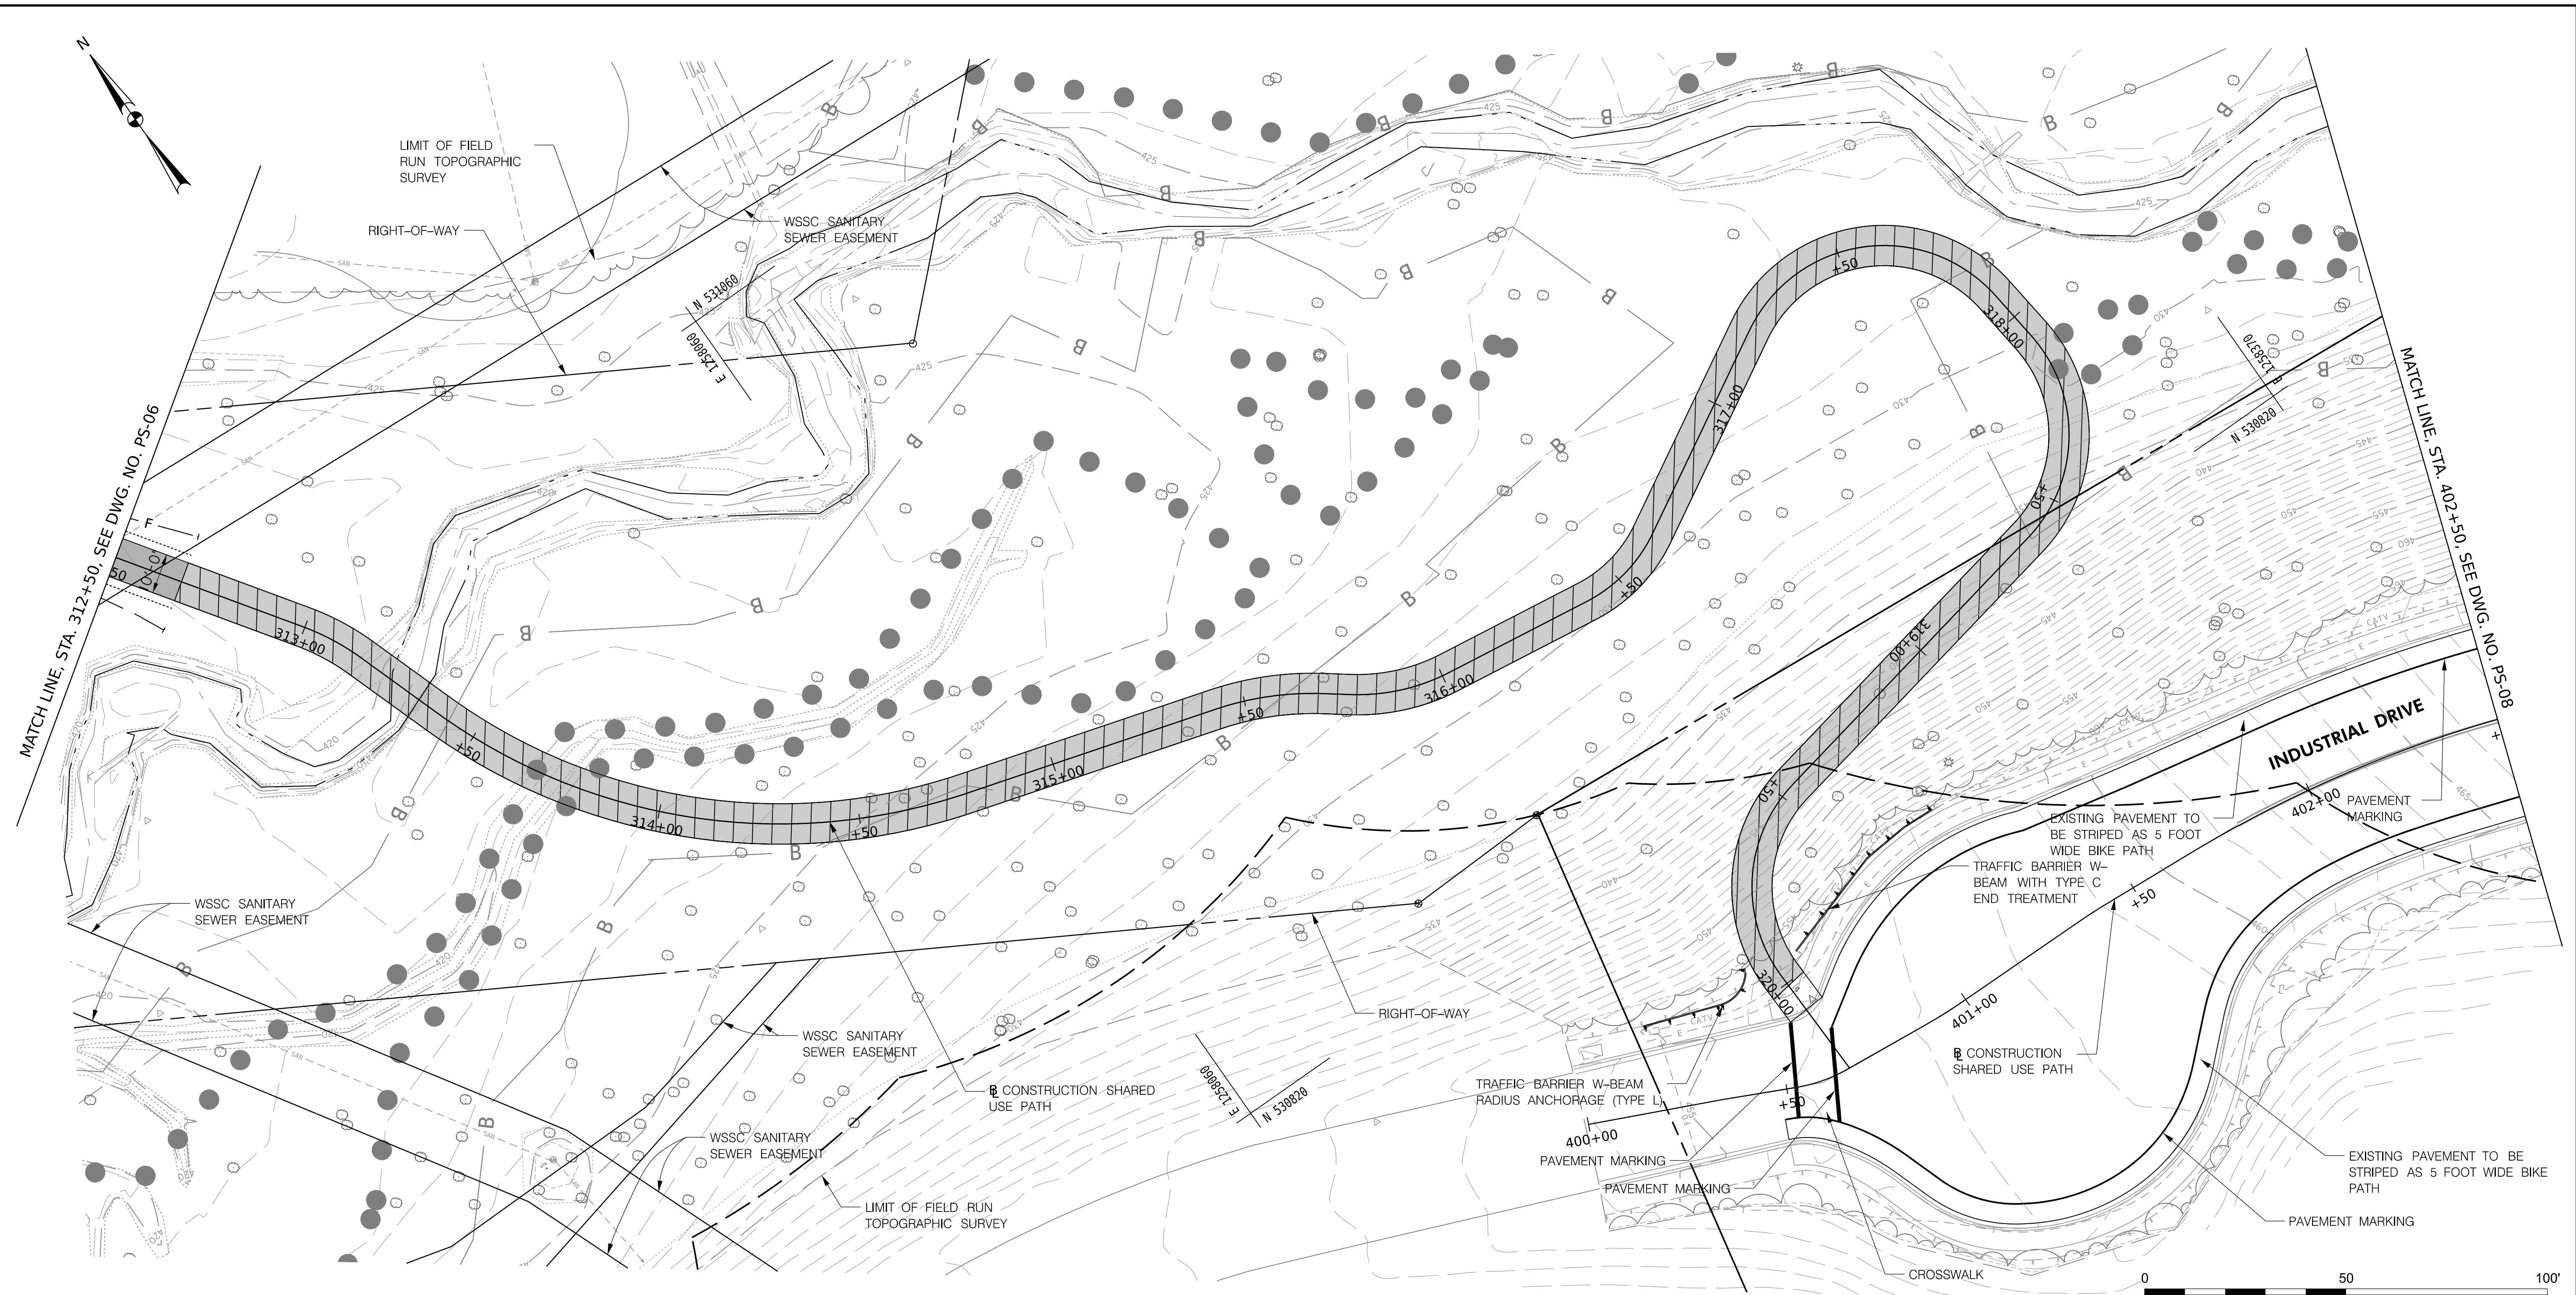 N
LIMIT OF FIELD
RUN TOPOGRAPHIC
SURVEY
RIGHT-OF-WAY
WSSC SANITARY
SEWER EASEMENT
N 531060
E 1258060
MATCH LINE, STA. 312+50, SEE DWG. NO. PS-06
F
50
313+00
+50
314+00
+50
315+00
+50
316+00
+50
317+00
+50
318+00
+50
319+00
+50
320+00
E 1258370
N 530820
MATCH LINE, STA. 402+50, SEE DWG. NO. PS-08
INDUSTRIAL DRIVE
402+00
PAVEMENT
MARKING
EXISTING PAVEMENT TO
BE STRIPED AS 5 FOOT
WIDE BIKE PATH
TRAFFIC BARRIER W-
BEAM WITH TYPE C
END TREATMENT
+50
401+00
℄ CONSTRUCTION
SHARED USE PATH
WSSC SANITARY
SEWER EASEMENT
WSSC SANITARY
SEWER EASEMENT
WSSC SANITARY
SEWER EASEMENT
LIMIT OF FIELD RUN
TOPOGRAPHIC SURVEY
℄ CONSTRUCTION SHARED
USE PATH
RIGHT-OF-WAY
E 1258060
N 530820
TRAFFIC BARRIER W-BEAM
RADIUS ANCHORAGE (TYPE L)
400+00
+50
PAVEMENT MARKING
PAVEMENT MARKING
CROSSWALK
EXISTING PAVEMENT TO BE
STRIPED AS 5 FOOT WIDE BIKE
PATH
PAVEMENT MARKING
0 50 100'